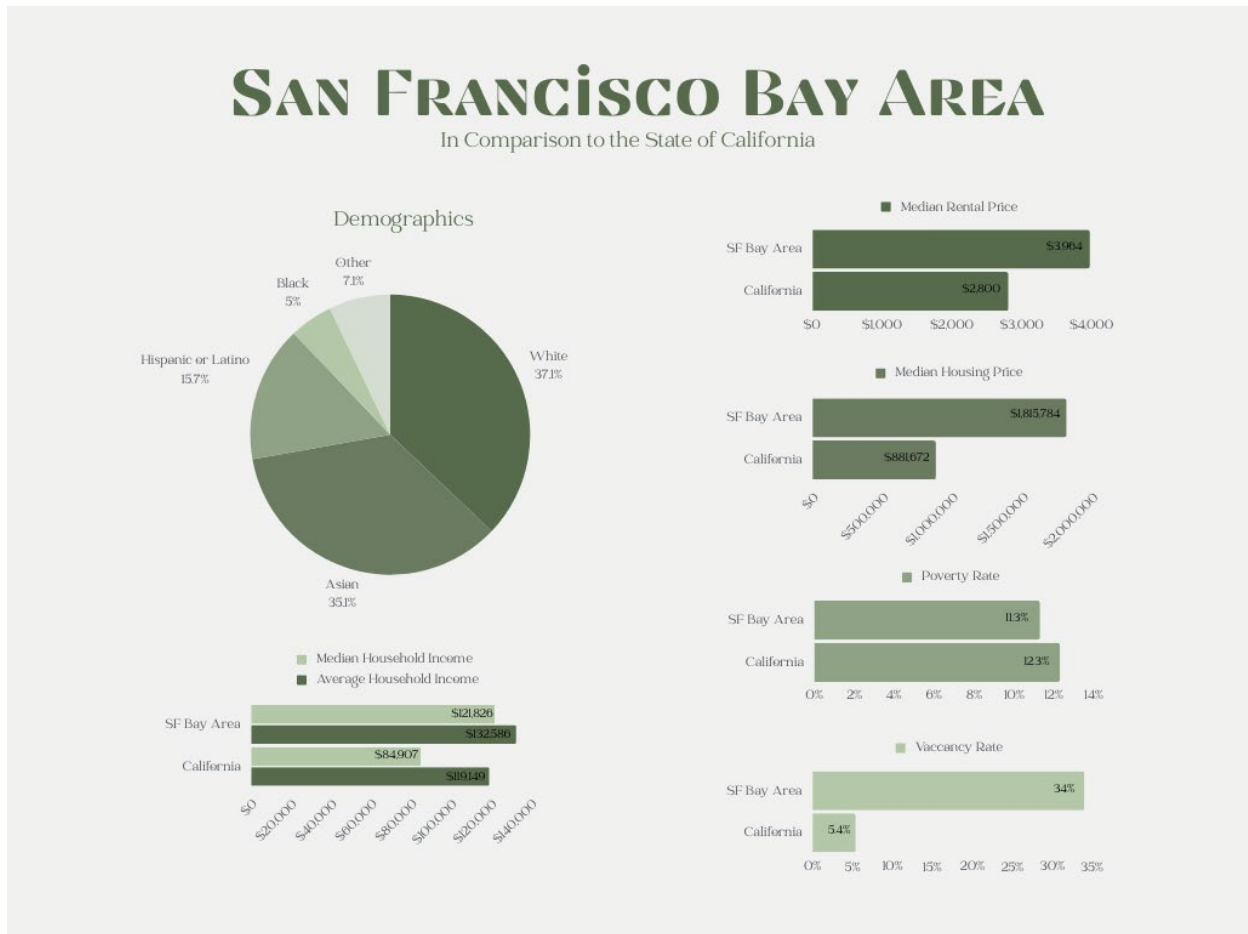 San Francisco Bay Area
In Comparison to the State of California
Demographics
Other
7.1%
Black
5%
Hispanic or Latino
15.7%
White
37.1%
Asian
35.1%
Median Household Income
Average Household Income
SF Bay Area
$121,826
$132,586
California
$84,907
$119,149
$0 $20,000 $40,000 $60,000 $80,000 $100,000 $120,000 $140,000
Median Rental Price
SF Bay Area $3,964
California $2,800
$0 $1,000 $2,000 $3,000 $4,000
Median Housing Price
SF Bay Area $1,815,784
California $881,672
$0 $500,000 $1,000,000 $1,500,000 $2,000,000
Poverty Rate
SF Bay Area 11.3%
California 12.3%
0% 2% 4% 6% 8% 10% 12% 14%
Vaccancy Rate
SF Bay Area 34%
California 5.4%
0% 5% 10% 15% 20% 25% 30% 35%